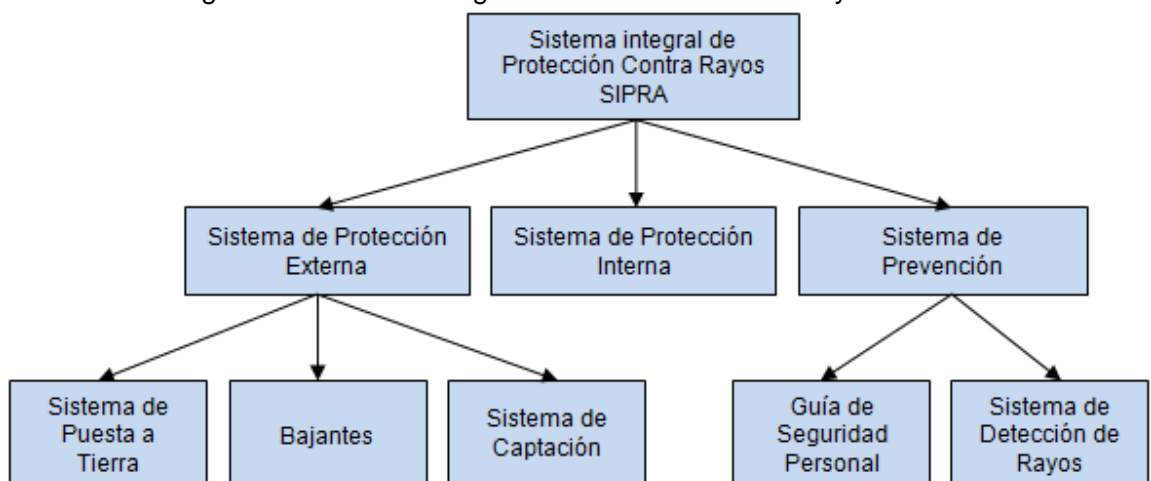 Sistema integral de
Protección Contra Rayos
SIPRA
Sistema de Protección
Externa
Sistema de Protección
Interna
Sistema de
Prevención
Sistema de
Puesta a
Tierra
Bajantes
Sistema de
Captación
Guía de
Seguridad
Personal
Sistema de
Detección de
Rayos